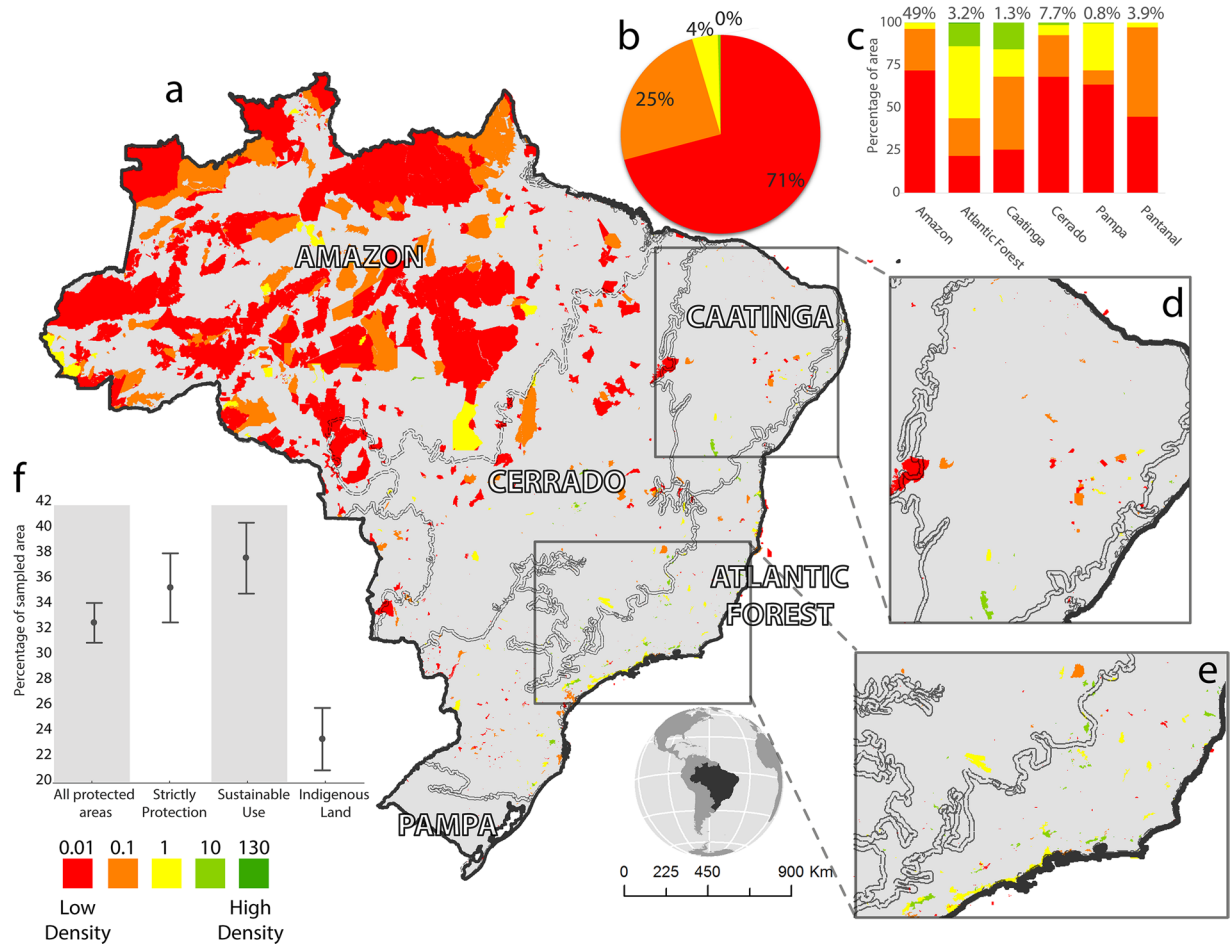 a
AMAZON
CAATINGA
CERRADO
ATLANTIC
FOREST
PAMPA
b
0%
4%
25%
71%
c
49% 3.2% 1.3% 7.7% 0.8% 3.9%
Percentage of area
100
75
50
25
0
Amazon
Atlantic Forest
Caatinga
Cerrado
Pampa
Pantanal
d
e
f
Percentage of sampled area
42
40
38
36
34
32
30
28
26
24
22
20
All protected
areas
Strictly
Protection
Sustainable
Use
Indigenous
Land
0.01 0.1 1 10 130
Low
Density
High
Density
0 225 450 900 Km